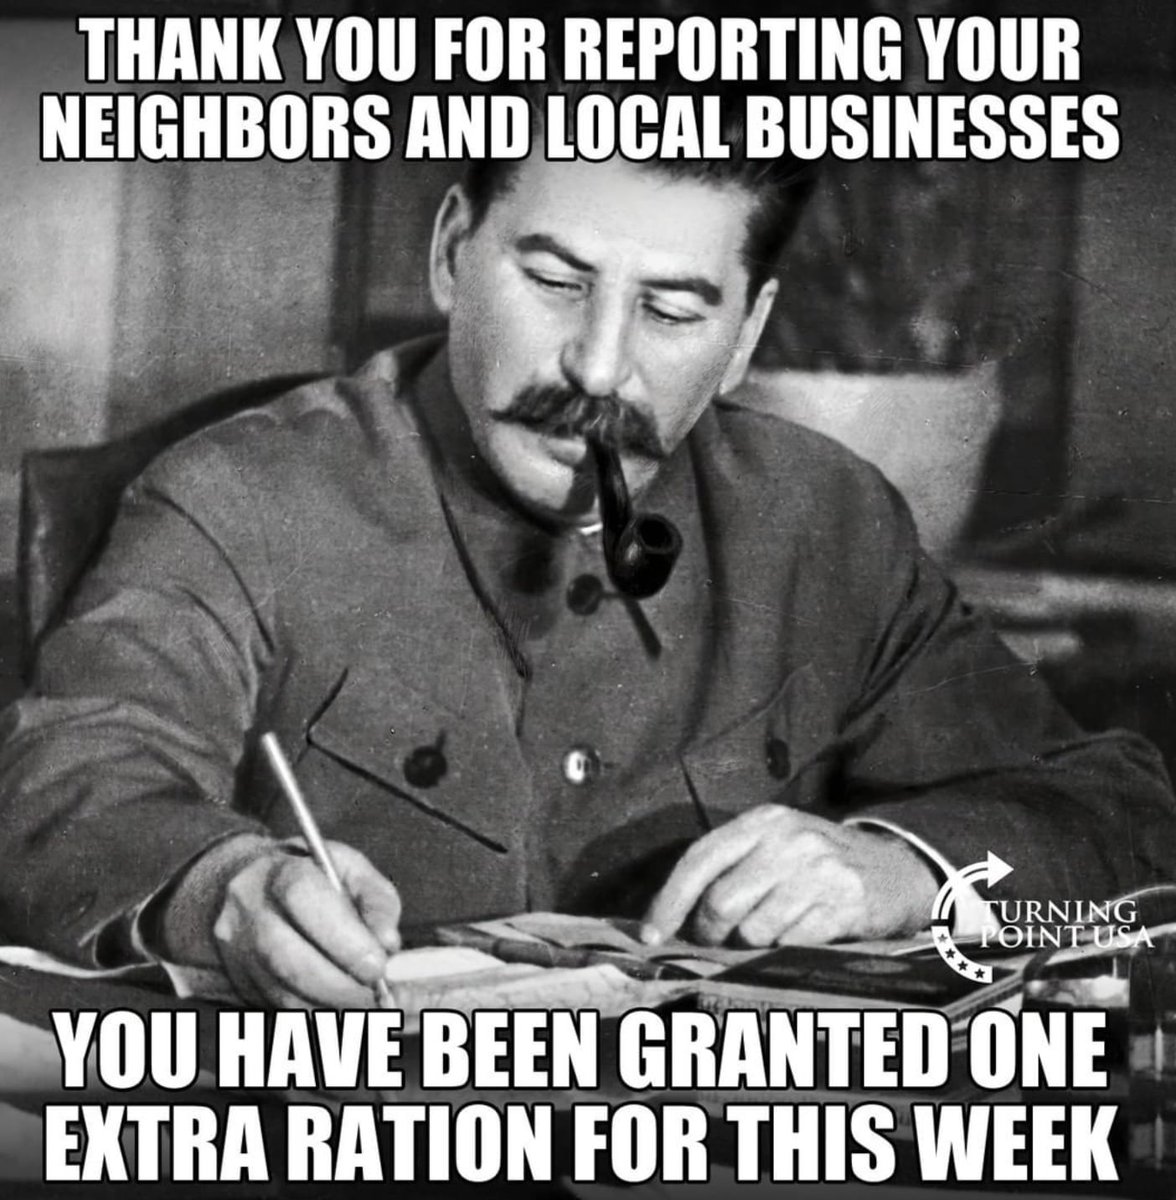 THANK YOU FOR REPORTING YOUR
NEIGHBORS AND LOCAL BUSINESSES
TURNING
POINT USA
YOU HAVE BEEN GRANTED ONE
EXTRA RATION FOR THIS WEEK